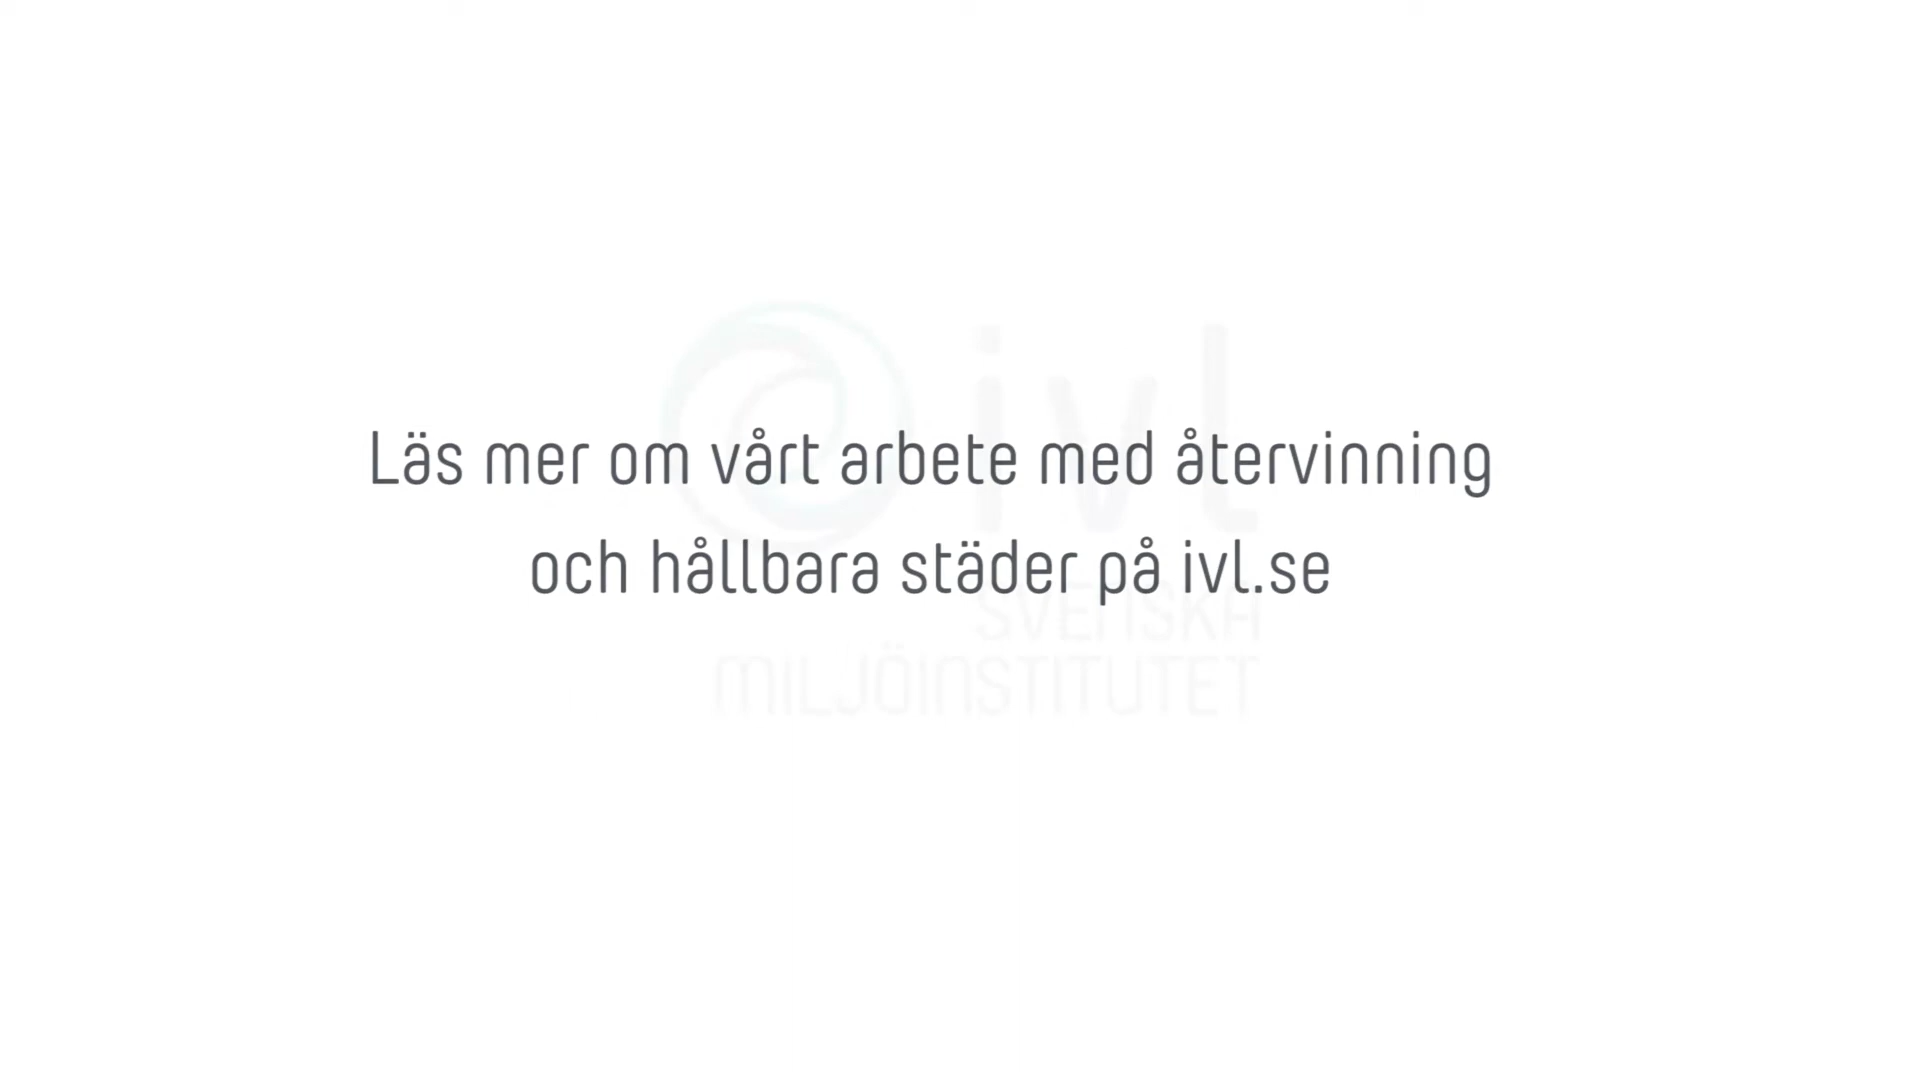 Läs mer om vårt arbete med återvinning
och hållbara städer på ivl.se
ivl
SVENSKA
MILJÖINSTITUTET